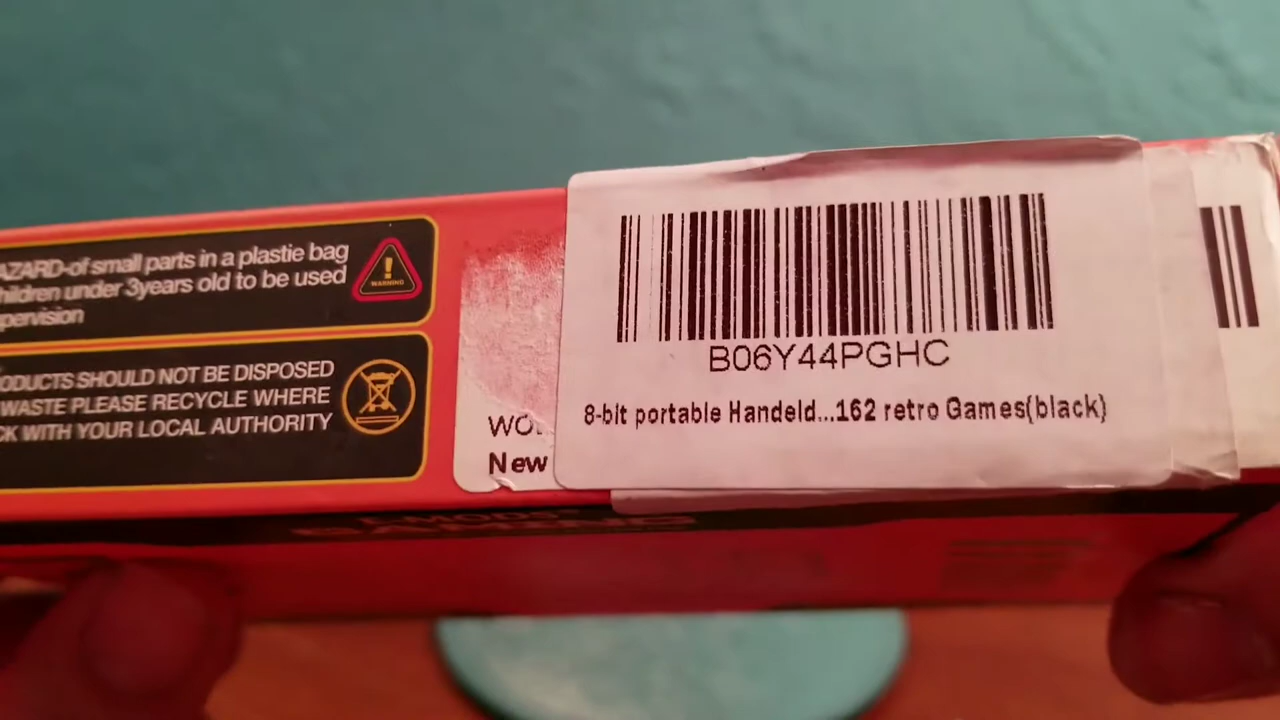 AZARD-of small parts in a plastie bag
hildren under 3years old to be used
pervision
WARNING
ODUCTS SHOULD NOT BE DISPOSED
WASTE PLEASE RECYCLE WHERE
CK WITH YOUR LOCAL AUTHORITY
WO
New
B06Y44PGHC
8-bit portable Handeld...162 retro Games(black)